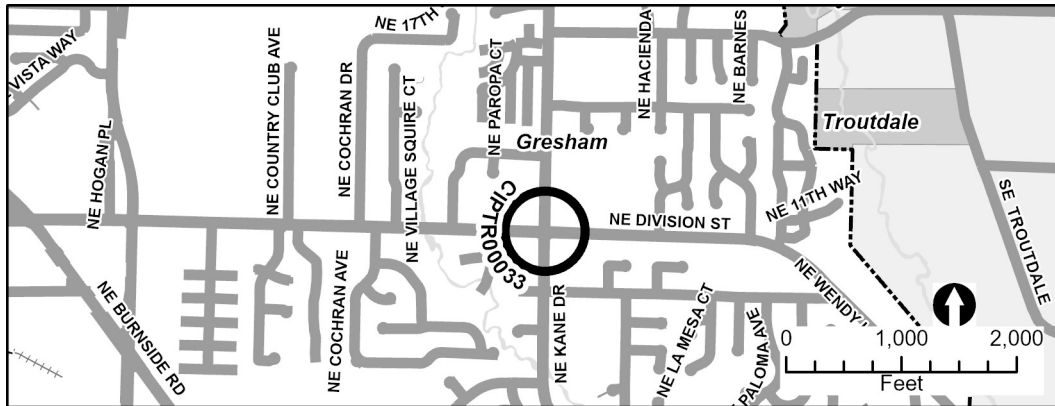 NE 17TH
NE HACIENDA
NE BARNES
VISTA WAY
NE COUNTRY CLUB AVE
NE COCHRAN DR
NE VILLAGE SQUIRE CT
NE PAROPA CT
Troutdale
Gresham
NE HOGAN PL
NE 11TH WAY
SE TROUTDALE
CIPTR00033
NE DIVISION ST
NE BURNSIDE RD
NE COCHRAN AVE
NE KANE DR
NE LA MESA CT
PALOMA AVE
NE WENDY
0 1,000 2,000
Feet